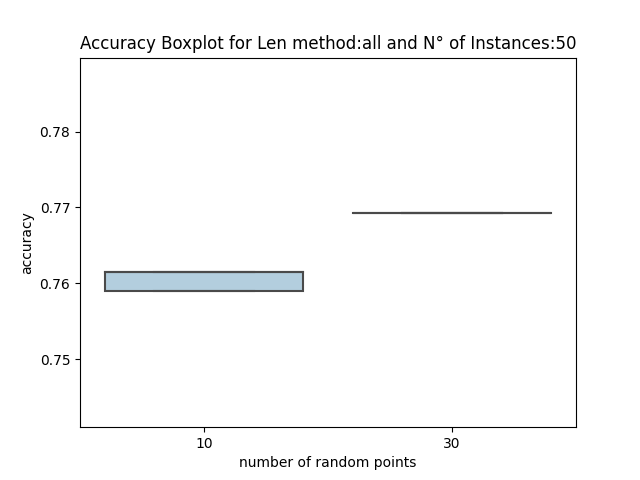 Accuracy Boxplot for Len method:all and N° of Instances:50
0.78
0.77
0.76
0.75
accuracy
10 30
number of random points